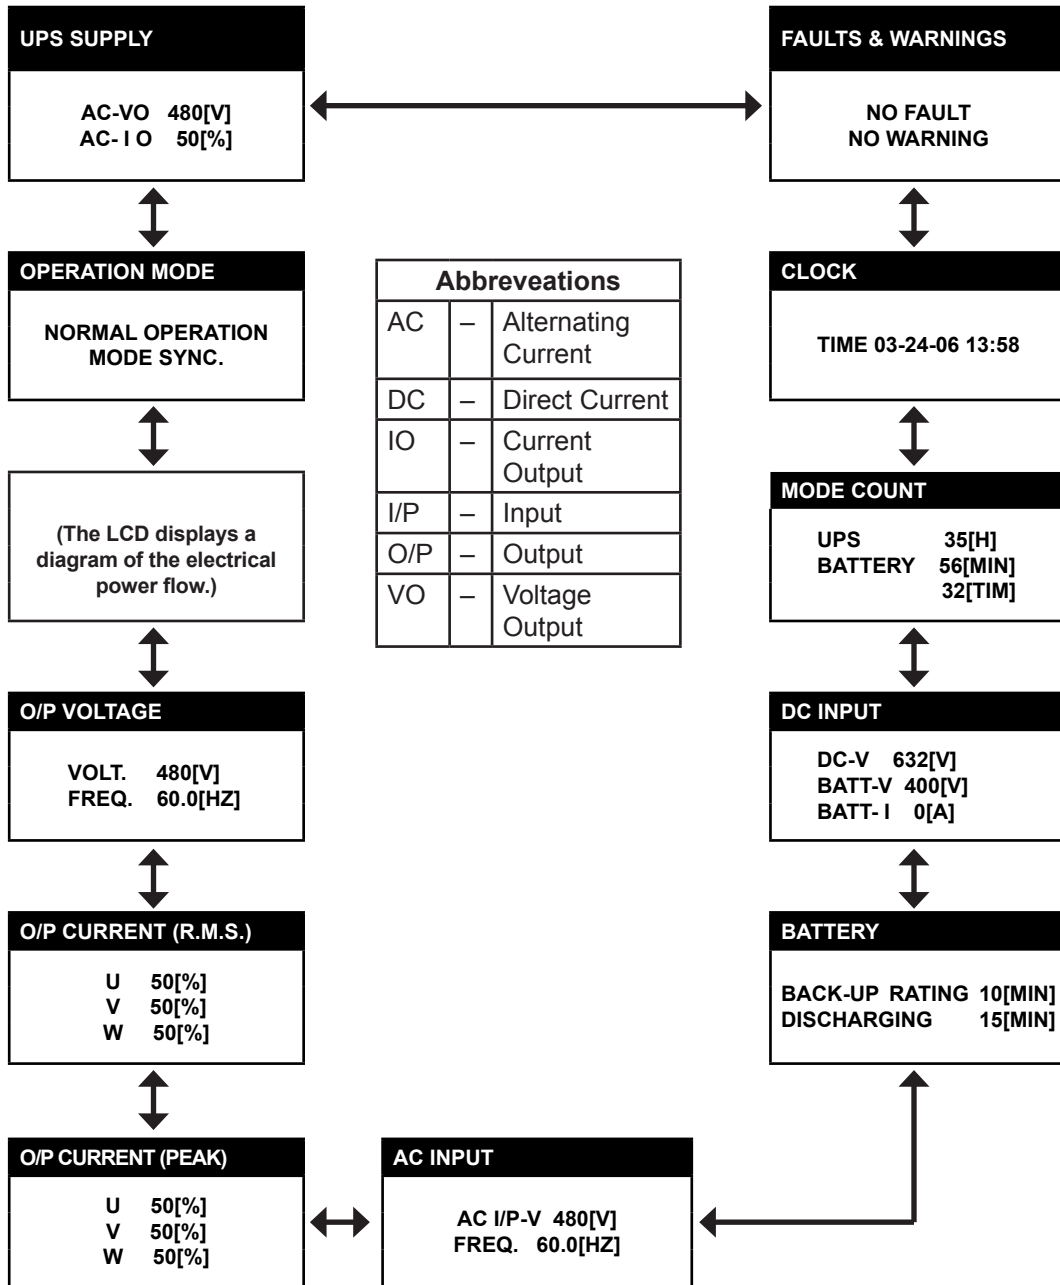 UPS SUPPLY
AC-VO 480[V]
AC- I O 50[%]
FAULTS & WARNINGS
NO FAULT
NO WARNING
OPERATION MODE
NORMAL OPERATION
MODE SYNC.
Abbreveations
AC – Alternating
Current
DC – Direct Current
IO – Current
Output
I/P – Input
O/P – Output
VO – Voltage
Output
CLOCK
TIME 03-24-06 13:58
(The LCD displays a
diagram of the electrical
power flow.)
MODE COUNT
UPS 35[H]
BATTERY 56[MIN]
32[TIM]
O/P VOLTAGE
VOLT. 480[V]
FREQ. 60.0[HZ]
DC INPUT
DC-V 632[V]
BATT-V 400[V]
BATT- I 0[A]
O/P CURRENT (R.M.S.)
U 50[%]
V 50[%]
W 50[%]
BATTERY
BACK-UP RATING 10[MIN]
DISCHARGING 15[MIN]
O/P CURRENT (PEAK)
U 50[%]
V 50[%]
W 50[%]
AC INPUT
AC I/P-V 480[V]
FREQ. 60.0[HZ]